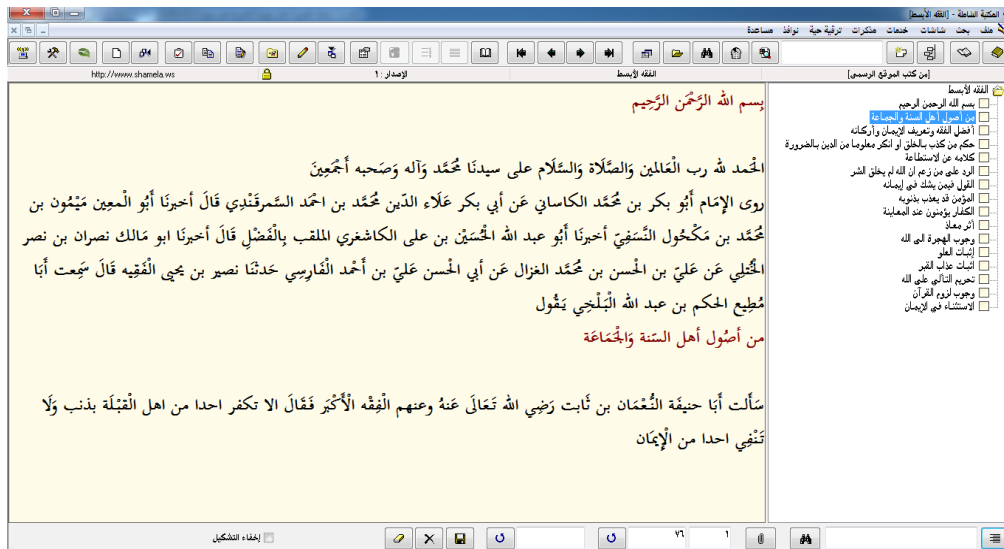 المكتبة الشاملة - [الفقه الأبسط]
ملف بحث شاشات خدمات مذكرات ترقية حية نوافذ مساعدة
[من كتب الموقع الرسمي]
الفقه الأبسط
الإصدار : ١
http://www.shamela.ws
الفقه الأبسط
بسم الله الرحمن الرحيم
من أصول أهل السنة والجماعة
أفضل الفقه وتعريف الإيمان وأركانه
حكم من كذب بالخلق او انكر معلوما من الدين بالضرورة
كلامه عن الاستطاعة
الرد على من زعم ان الله لم يخلق الشر
القول فيمن يشك في إيمانه
المؤمن قد يعذب بذنوبه
الكفار يؤمنون عند المعاينة
أثر معاذ
وجوب الهجرة الى الله
إثبات العلو
اثبات عذاب القبر
تحريم التألي على الله
وجوب لزوم القرآن
الاستثناء في الإيمان
بِسم الله الرَّحْمَن الرَّحِيم
الْحَمد لله رب الْعَالمين وَالصَّلَاة وَالسَّلَام على سيدنَا مُحَمَّد وَآله وَصَحبه أَجْمَعِينَ
روى الإِمَام أَبُو بكر بن مُحَمَّد الكاساني عَن أبي بكر عَلَاء الدّين مُحَمَّد بن احْمَد السمرقَنْدِي قَالَ أخبرنَا أَبُو الْمعِين مَيْمُون بن
مُحَمَّد بن مَكْحُول النَّسَفِيّ أخبرنَا أَبُو عبد الله الْحُسَيْن بن على الكاشغري الملقب بِالْفَضْلِ قَالَ أخبرنَا ابو مَالك نصران بن نصر
الْخُتلِي عَن عَليّ بن الْحسن بن مُحَمَّد الغزال عَن أبي الْحسن عَليّ بن أَحْمد الْفَارِسِي حَدثنَا نصير بن يحيى الْفَقِيه قَالَ سَمِعت أَبَا
مُطِيع الحكم بن عبد الله الْبَلْخِي يَقُول
من أصُول أهل السّنة وَالْجَمَاعَة
سَأَلت أَبَا حنيفَة النُّعْمَان بن ثَابت رَضِي الله تَعَالَى عَنهُ وعنهم الْفِقْه الْأَكْبَر فَقَالَ الا تكفر احدا من اهل الْقبْلَة بذنب وَلَا
تَنْفِي احدا من الْإِيمَان
١ ٧٦ إخفاء التشكيل